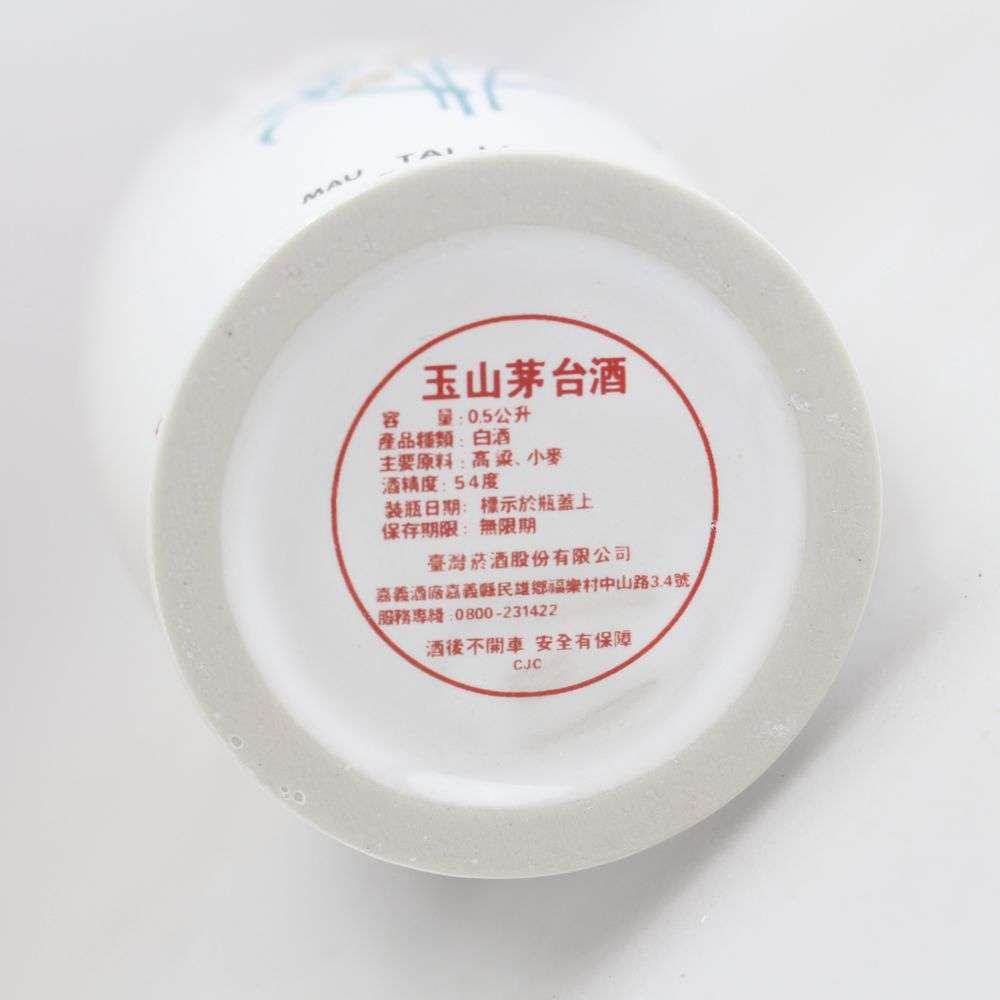 MAU TAI
玉山茅台酒
容 量:0.5公升
產品種類:白酒
主要原料:高粱、小麥
酒精度:54度
裝瓶日期:標示於瓶蓋上
保存期限:無限期
臺灣菸酒股份有限公司
嘉義酒廠嘉義縣民雄鄉福樂村中山路3.4號
服務專綫:0800-231422
酒後不開車 安全有保障
CJC